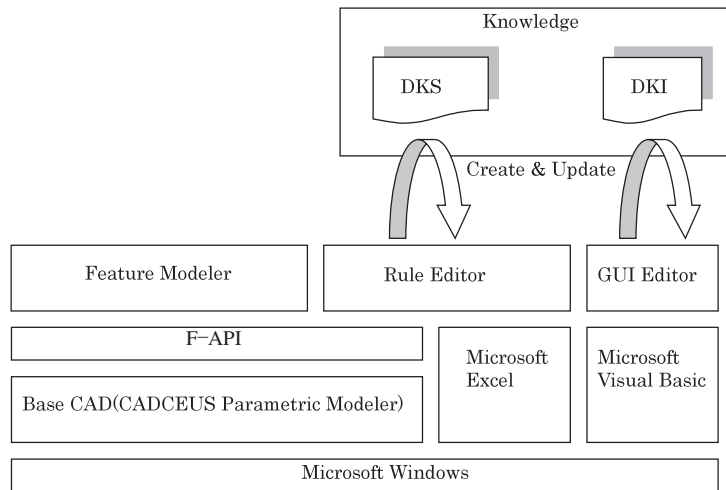 Knowledge
DKS
DKI
Create & Update
Feature Modeler
Rule Editor
GUI Editor
F-API
Microsoft
Excel
Microsoft
Visual Basic
Base CAD(CADCEUS Parametric Modeler)
Microsoft Windows